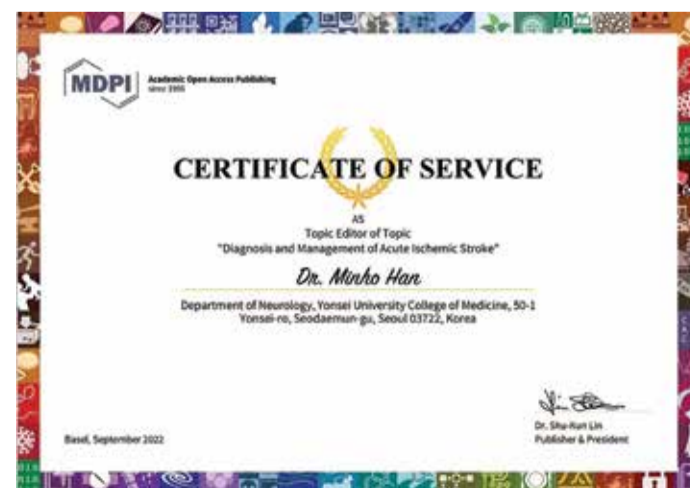 MDPI
Academic Open Access Publishing
since 1996
CERTIFICATE OF SERVICE
AS
Topic Editor of Topic
"Diagnosis and Management of Acute Ischemic Stroke"
Dr. Minho Han
Department of Neurology, Yonsei University College of Medicine, 50-1
Yonsei-ro, Seodaemun-gu, Seoul 03722, Korea
Dr. Shu-Kun Lin
Basel, September 2022
Publisher & President